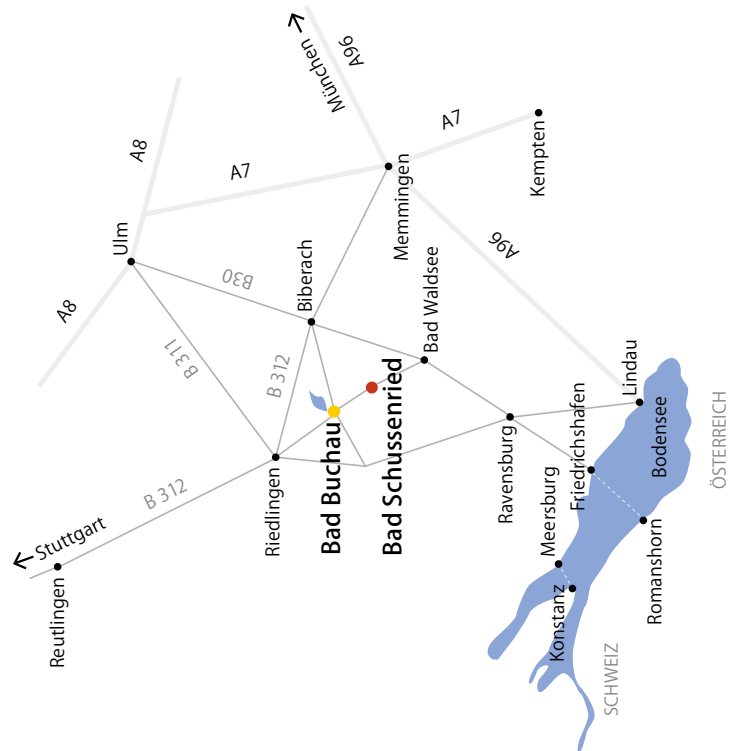 Reutlingen
Stuttgart
B 312
Riedlingen
B 311
A8
Ulm
A8
B30
A7
Biberach
B 312
Bad Buchau
Bad Schussenried
Bad Waldsee
Memmingen
München
A96
A7
Kempten
A96
Ravensburg
Meersburg
Friedrichshafen
Lindau
Konstanz
Bodensee
Romanshorn
SCHWEIZ
ÖSTERREICH